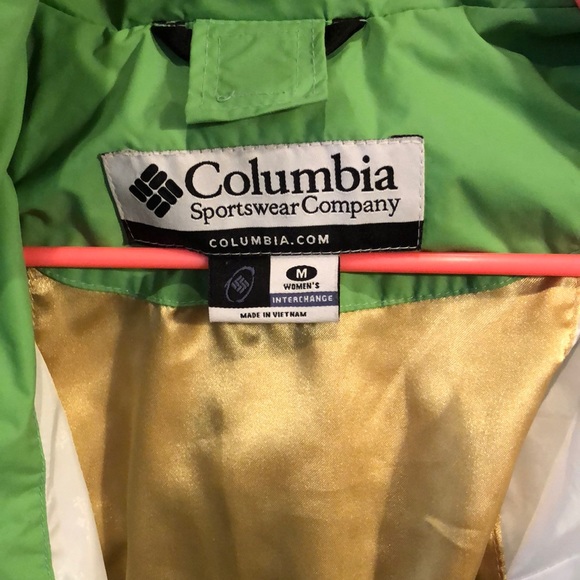 Columbia
Sportswear Company
COLUMBIA.COM
M
WOMEN'S
INTERCHANGE
MADE IN VIETNAM